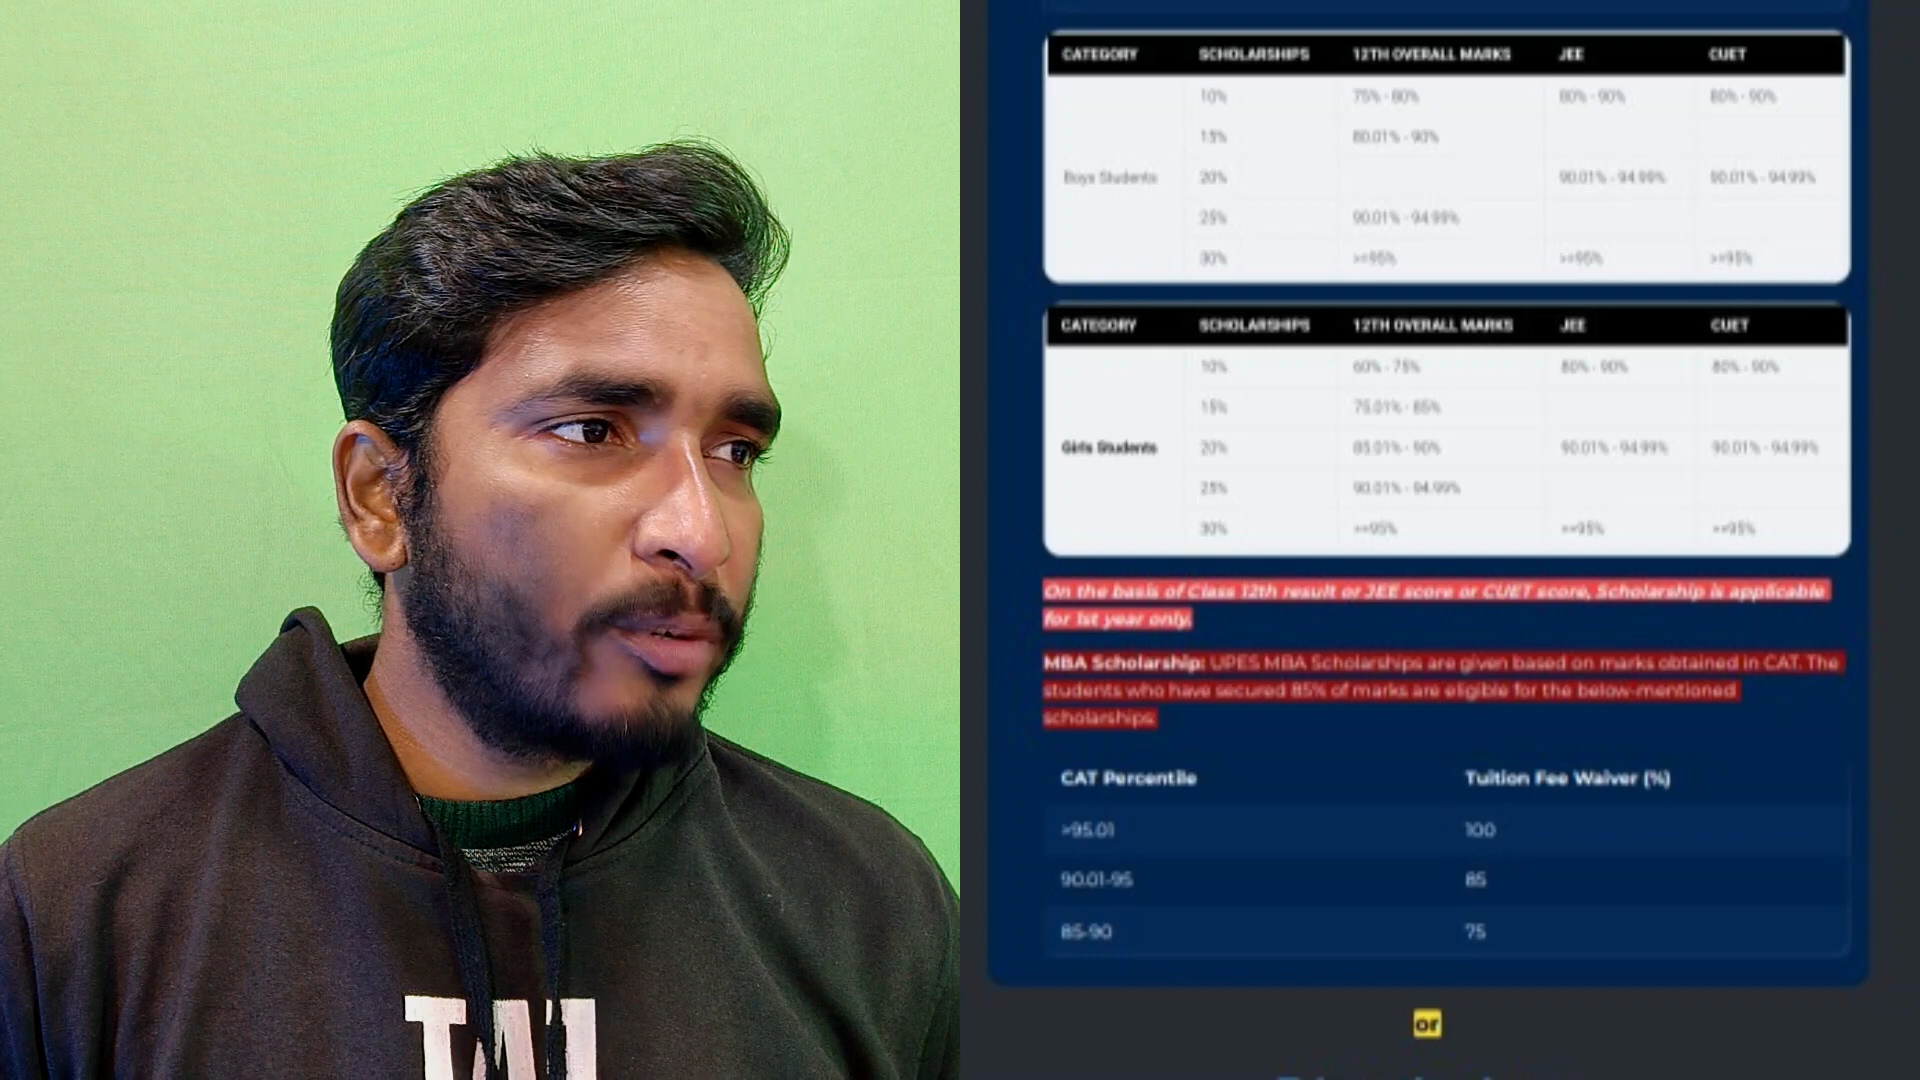 CATEGORY SCHOLARSHIPS 12TH OVERALL MARKS JEE CUET
10% 75% - 80% 80% - 90% 80% - 90%
15% 80.01% - 90%
Boys Students 20% 90.01% - 94.99% 90.01% - 94.99%
25% 90.01% - 94.99%
30% >=95% >=95% >=95%
CATEGORY SCHOLARSHIPS 12TH OVERALL MARKS JEE CUET
10% 60% - 75% 80% - 90% 80% - 90%
15% 75.01% - 85%
Girls Students 20% 85.01% - 90% 90.01% - 94.99% 90.01% - 94.99%
25% 90.01% - 94.99%
30% >=95% >=95% >=95%
On the basis of Class 12th result or JEE score or CUET score, Scholarship is applicable
for 1st year only.
MBA Scholarship: UPES MBA Scholarships are given based on marks obtained in CAT. The
students who have secured 85% of marks are eligible for the below-mentioned
scholarships:
CAT Percentile Tuition Fee Waiver (%)
>95.01 100
90.01-95 85
85-90 75
or